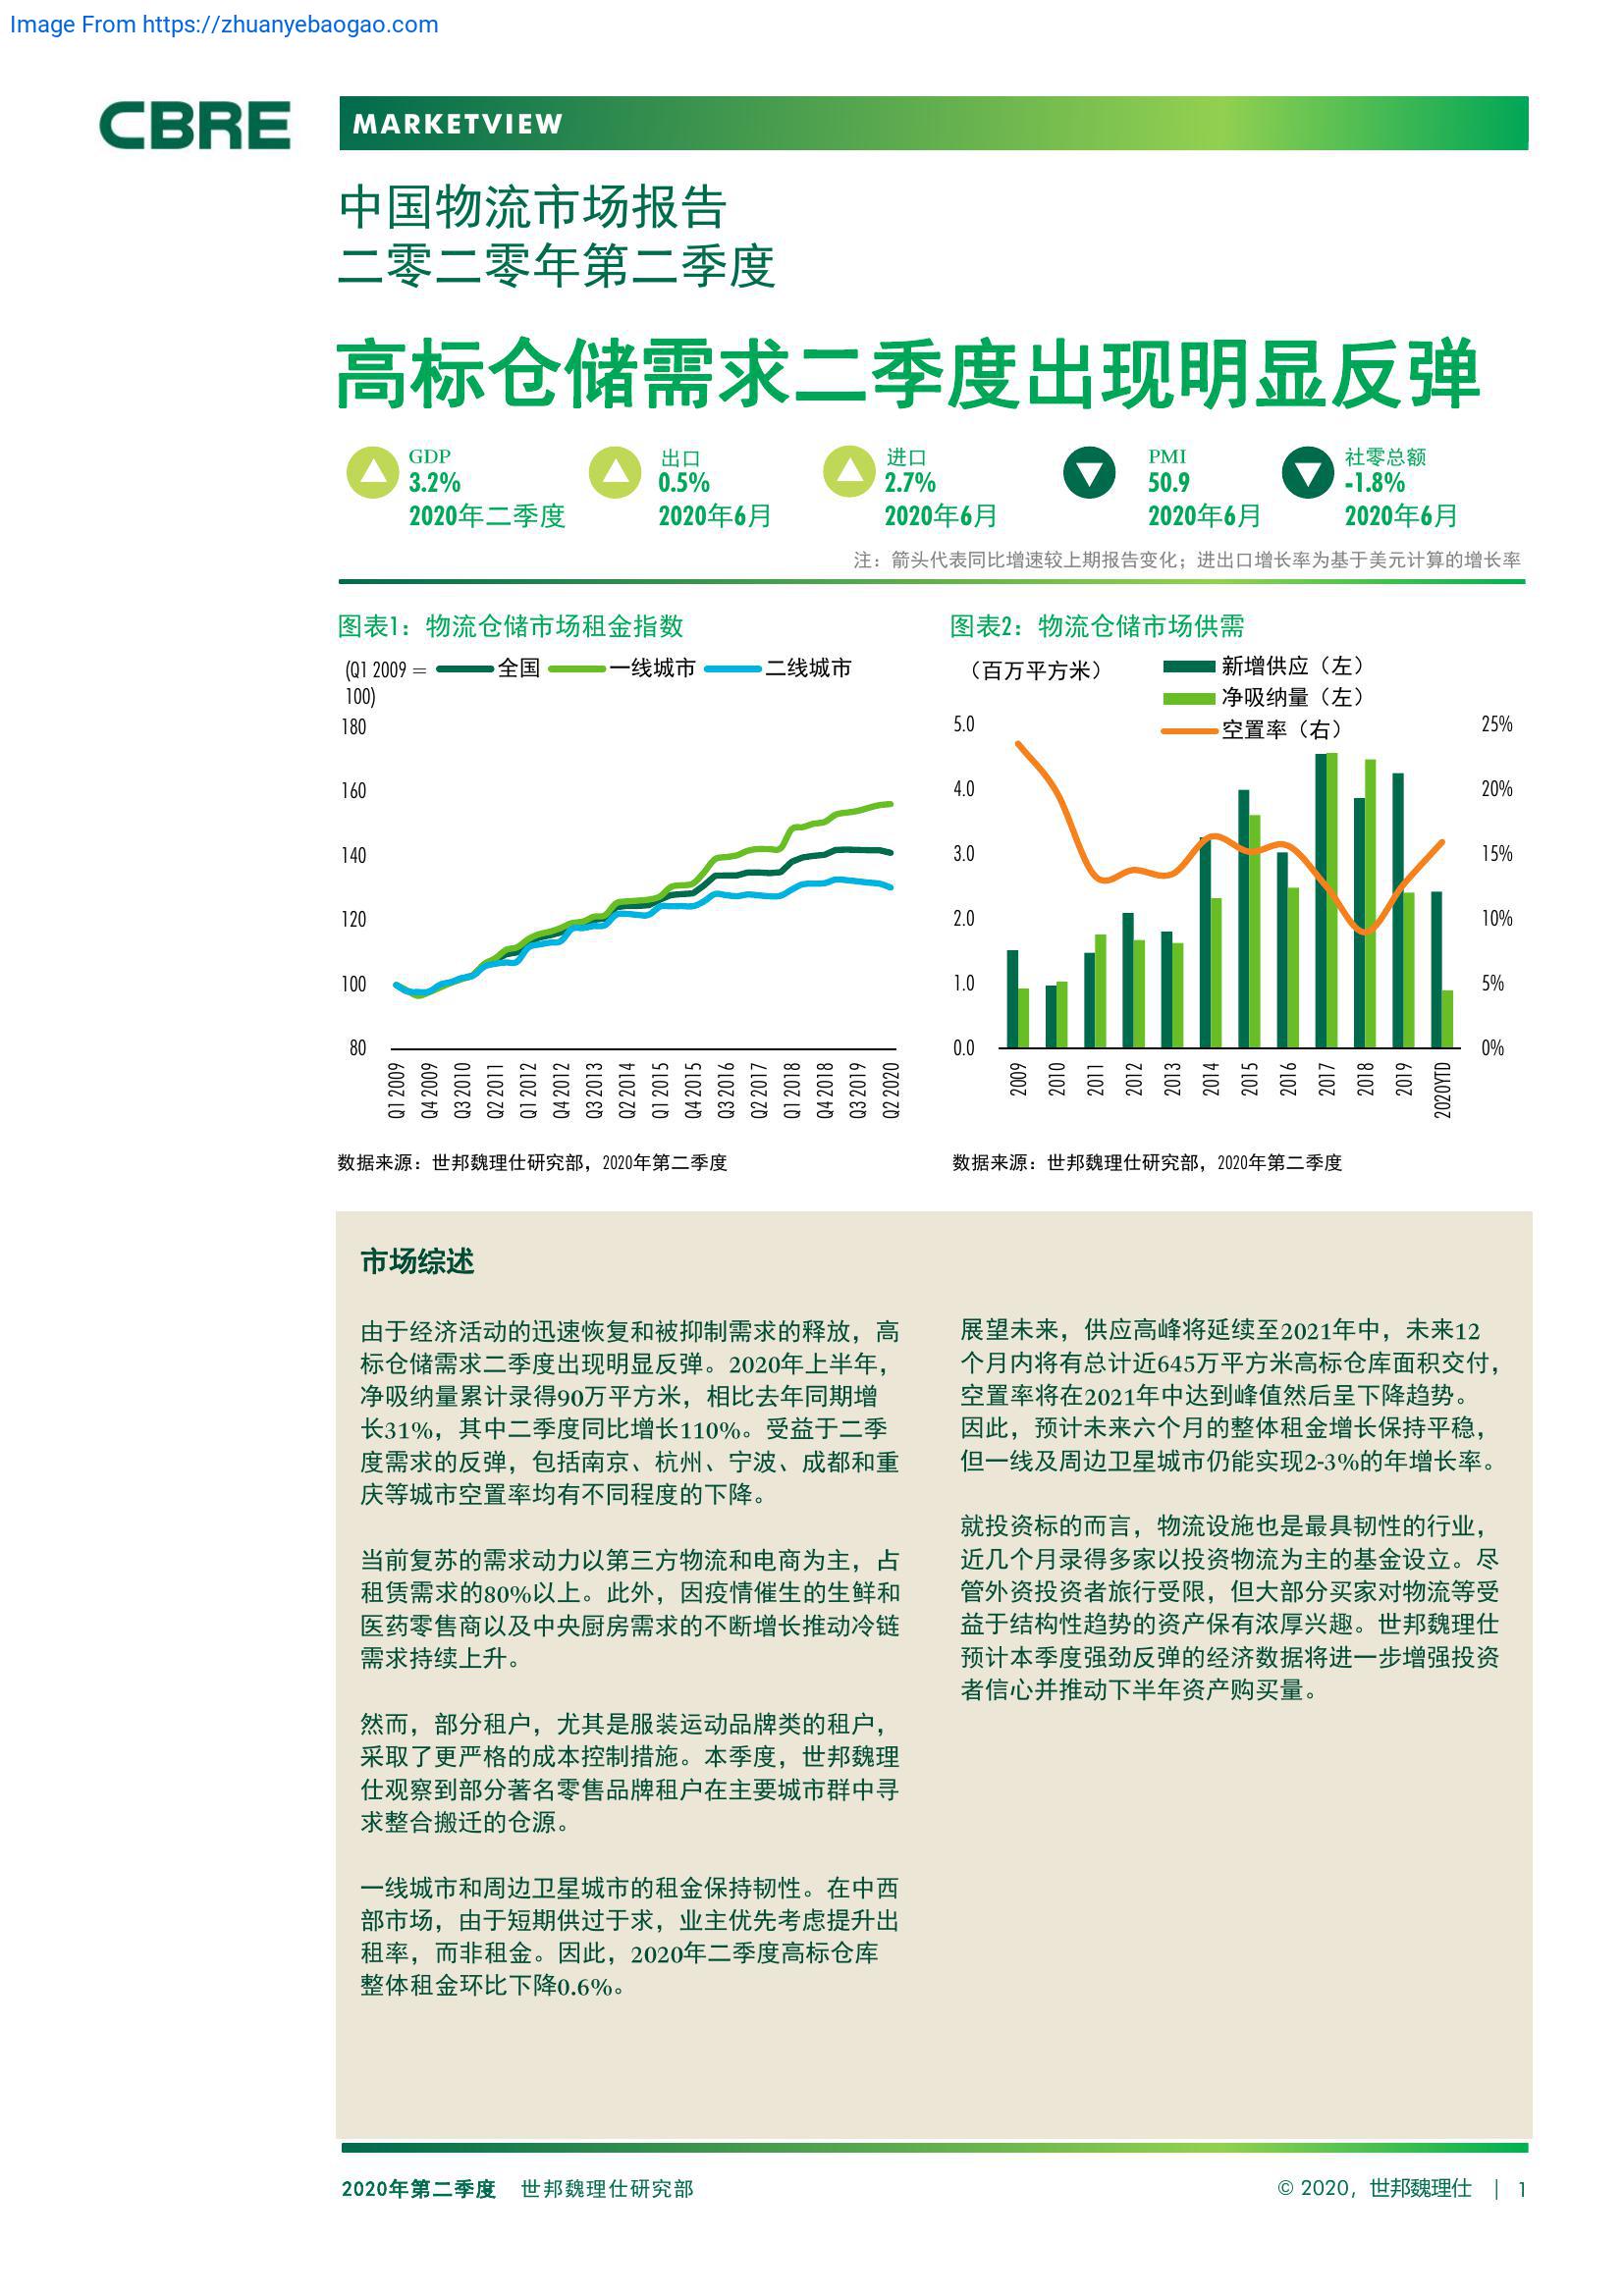 Image From https://zhuanyebaogao.com
CBRE
MARKETVIEW
中国物流市场报告
二零二零年第二季度
高标仓储需求二季度出现明显反弹
GDP
3.2%
2020年二季度
出口
0.5%
2020年6月
进口
2.7%
2020年6月
PMI
50.9
2020年6月
社零总额
-1.8%
2020年6月
注：箭头代表同比增速较上期报告变化；进出口增长率为基于美元计算的增长率
图表1：物流仓储市场租金指数
(Q1 2009 =
100)
全国
一线城市
二线城市
180
160
140
120
100
80
Q1 2009
Q4 2009
Q3 2010
Q2 2011
Q1 2012
Q4 2012
Q3 2013
Q2 2014
Q1 2015
Q4 2015
Q3 2016
Q2 2017
Q1 2018
Q4 2018
Q3 2019
Q2 2020
数据来源：世邦魏理仕研究部，2020年第二季度
图表2：物流仓储市场供需
（百万平方米）
新增供应（左）
净吸纳量（左）
空置率（右）
5.0
4.0
3.0
2.0
1.0
0.0
25%
20%
15%
10%
5%
0%
2009
2010
2011
2012
2013
2014
2015
2016
2017
2018
2019
2020YTD
数据来源：世邦魏理仕研究部，2020年第二季度
市场综述
由于经济活动的迅速恢复和被抑制需求的释放，高
标仓储需求二季度出现明显反弹。2020年上半年，
净吸纳量累计录得90万平方米，相比去年同期增
长31%，其中二季度同比增长110%。受益于二季
度需求的反弹，包括南京、杭州、宁波、成都和重
庆等城市空置率均有不同程度的下降。
当前复苏的需求动力以第三方物流和电商为主，占
租赁需求的80%以上。此外，因疫情催生的生鲜和
医药零售商以及中央厨房需求的不断增长推动冷链
需求持续上升。
然而，部分租户，尤其是服装运动品牌类的租户，
采取了更严格的成本控制措施。本季度，世邦魏理
仕观察到部分著名零售品牌租户在主要城市群中寻
求整合搬迁的仓源。
一线城市和周边卫星城市的租金保持韧性。在中西
部市场，由于短期供过于求，业主优先考虑提升出
租率，而非租金。因此，2020年二季度高标仓库
整体租金环比下降0.6%。
展望未来，供应高峰将延续至2021年中，未来12
个月内将有总计近645万平方米高标仓库面积交付，
空置率将在2021年中达到峰值然后呈下降趋势。
因此，预计未来六个月的整体租金增长保持平稳，
但一线及周边卫星城市仍能实现2-3%的年增长率。
就投资标的而言，物流设施也是最具韧性的行业，
近几个月录得多家以投资物流为主的基金设立。尽
管外资投资者旅行受限，但大部分买家对物流等受
益于结构性趋势的资产保有浓厚兴趣。世邦魏理仕
预计本季度强劲反弹的经济数据将进一步增强投资
者信心并推动下半年资产购买量。
2020年第二季度 世邦魏理仕研究部
© 2020，世邦魏理仕 | 1